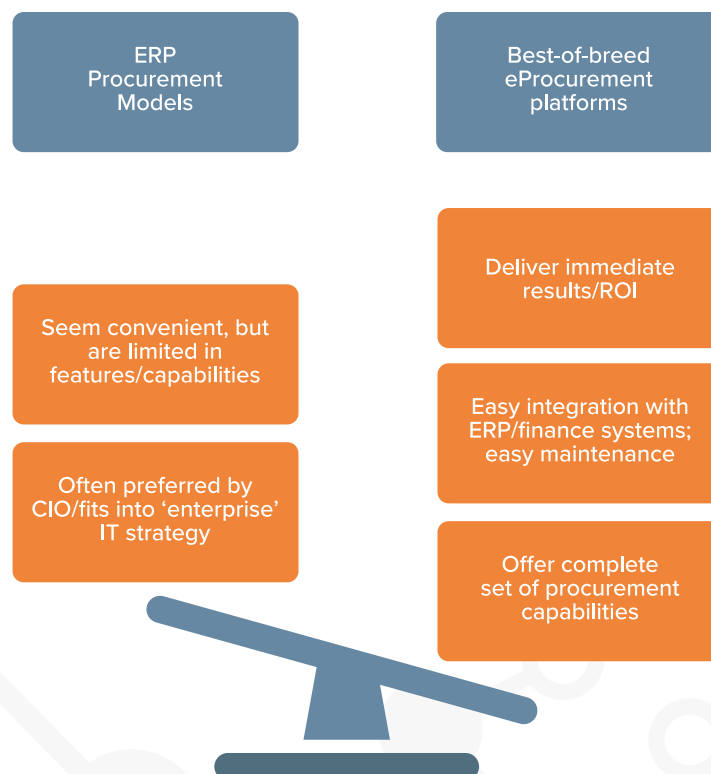 ERP
Procurement
Models
Best-of-breed
eProcurement
platforms
Seem convenient, but
are limited in
features/capabilities
Often preferred by
CIO/fits into ‘enterprise’
IT strategy
Deliver immediate
results/ROI
Easy integration with
ERP/finance systems;
easy maintenance
Offer complete
set of procurement
capabilities